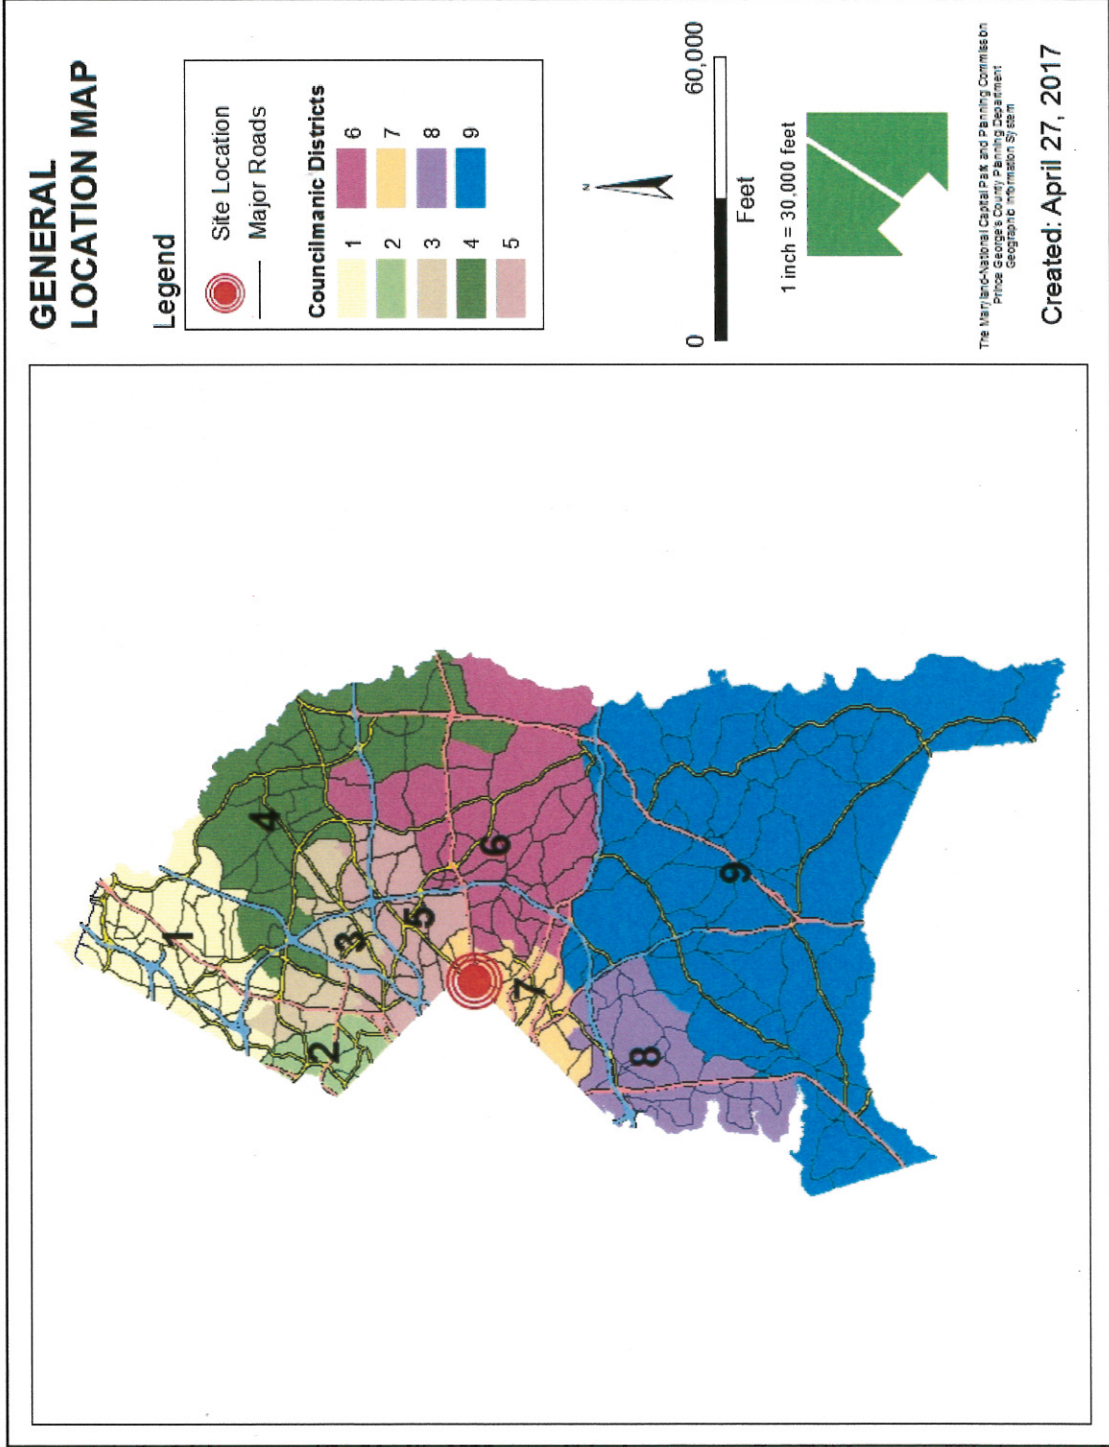 GENERAL
LOCATION MAP
Legend
Site Location
Major Roads
Councilmanic Districts
1 6
2 7
3 8
4 9
5
N
0 60,000
Feet
1 inch = 30,000 feet
The Maryland-National Capital Park and Planning Commission
Prince George's County Planning Department
Geographic Information System
Created: April 27, 2017
1
4
2
3
5
6
7
8
9